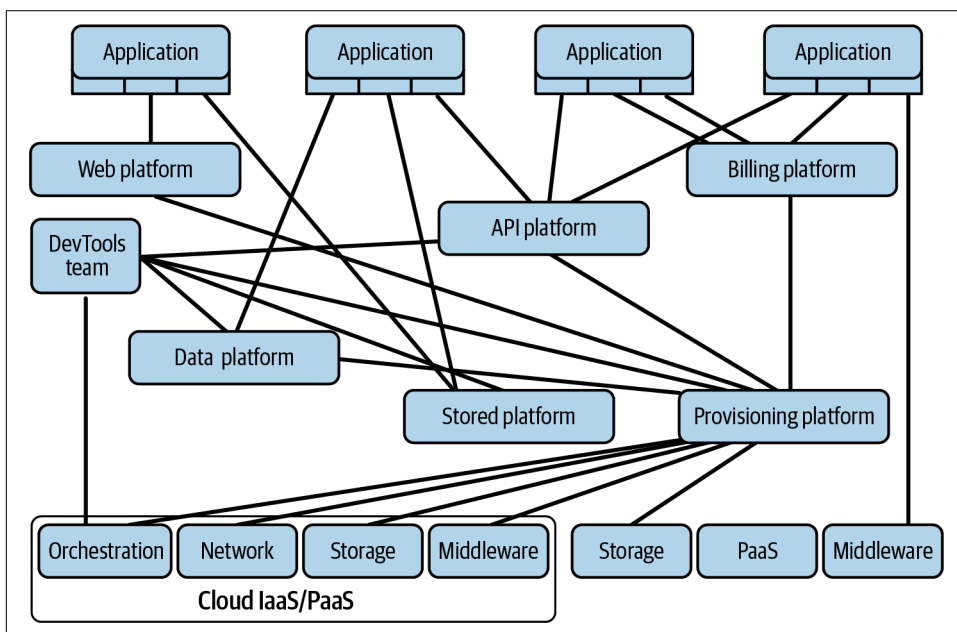 Application
Application
Application
Application
Web platform
Billing platform
API platform
DevTools
team
Data platform
Stored platform
Provisioning platform
Orchestration
Network
Storage
Middleware
Storage
PaaS
Middleware
Cloud IaaS/PaaS